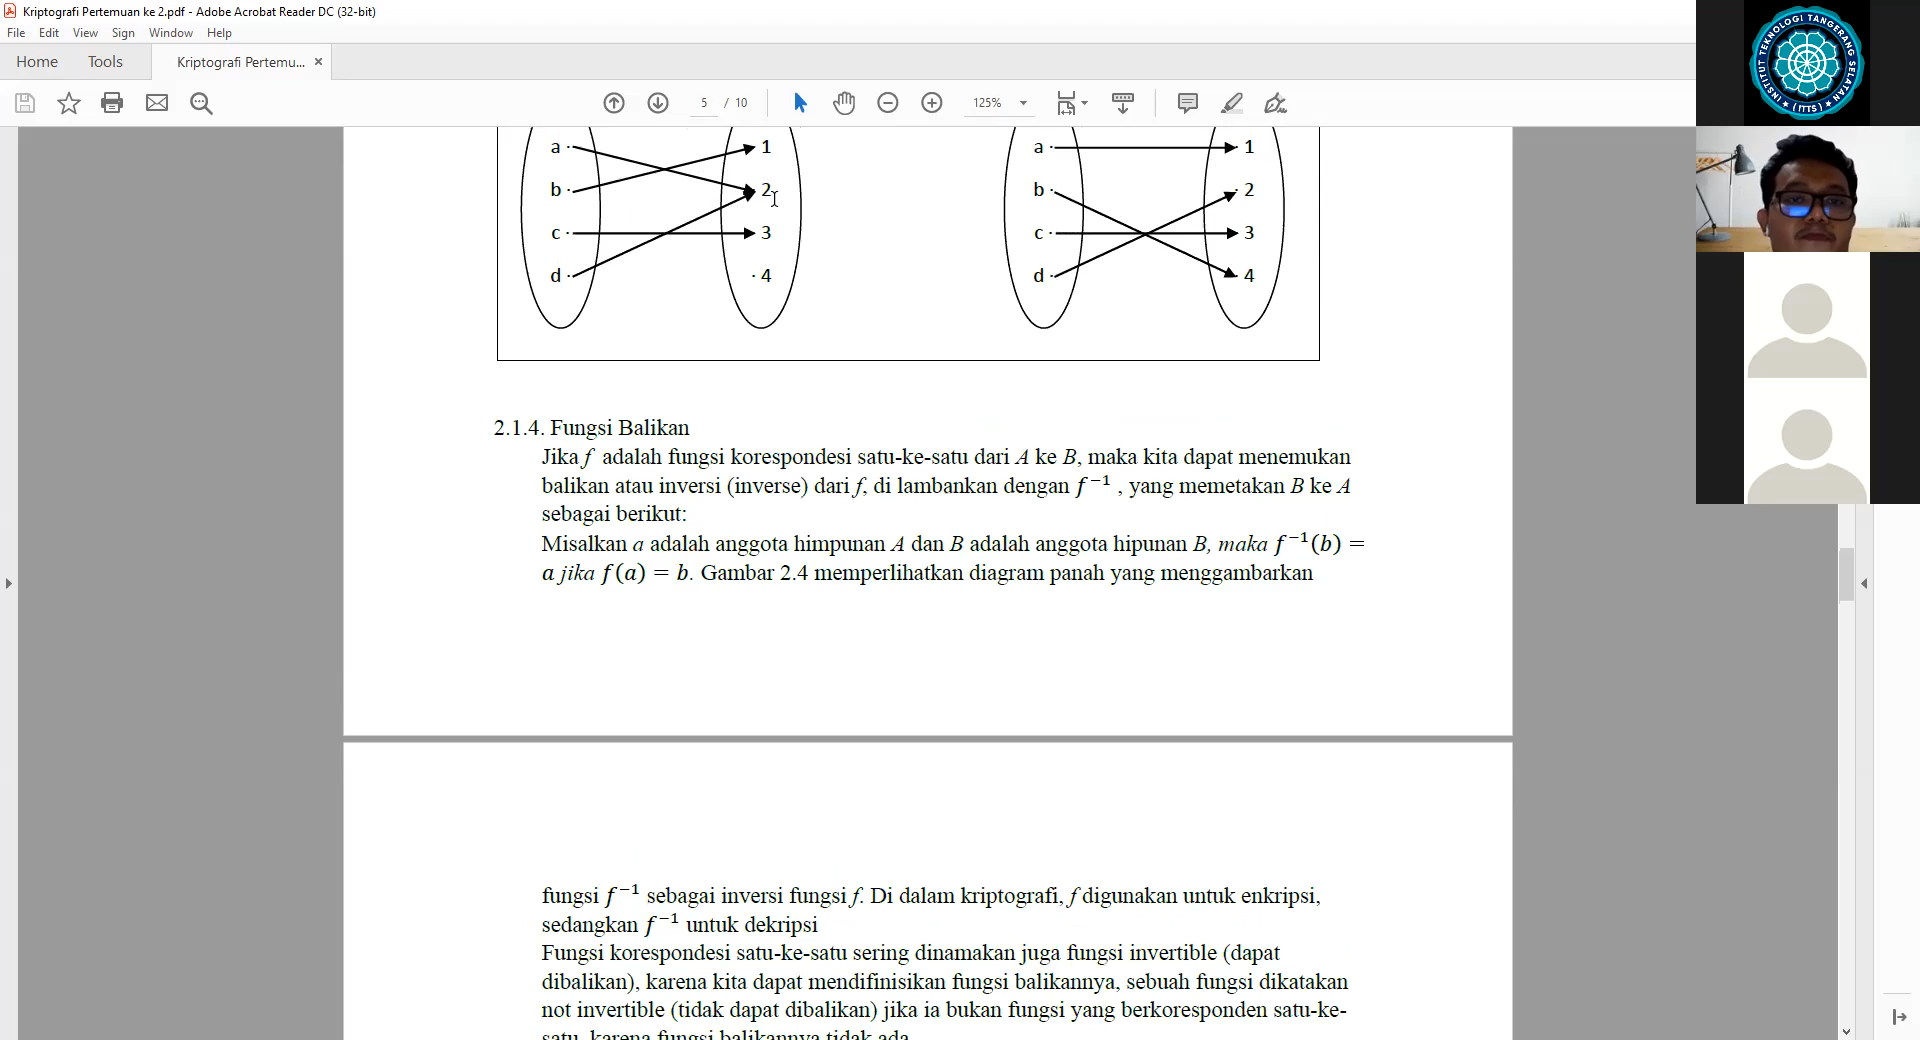 Kriptografi Pertemuan ke 2.pdf - Adobe Acrobat Reader DC (32-bit)
File Edit View Sign Window Help
Home Tools Kriptografi Pertemu... ×
5 / 10 125%
INSTITUT TEKNOLOGI TANGERANG SELATAN
( ITTS )
a · 1
b · 2
c · 3
d · · 4
a · · 1
b · · 2
c · · 3
d · · 4
2.1.4. Fungsi Balikan
Jika f adalah fungsi korespondesi satu-ke-satu dari A ke B, maka kita dapat menemukan
balikan atau inversi (inverse) dari f, di lambankan dengan f⁻¹ , yang memetakan B ke A
sebagai berikut:
Misalkan a adalah anggota himpunan A dan B adalah anggota hipunan B, maka f⁻¹(b) =
a jika f(a) = b. Gambar 2.4 memperlihatkan diagram panah yang menggambarkan
fungsi f⁻¹ sebagai inversi fungsi f. Di dalam kriptografi, f digunakan untuk enkripsi,
sedangkan f⁻¹ untuk dekripsi
Fungsi korespondesi satu-ke-satu sering dinamakan juga fungsi invertible (dapat
dibalikan), karena kita dapat mendifinisikan fungsi balikannya, sebuah fungsi dikatakan
not invertible (tidak dapat dibalikan) jika ia bukan fungsi yang berkoresponden satu-ke-
satu, karena fungsi balikannya tidak ada